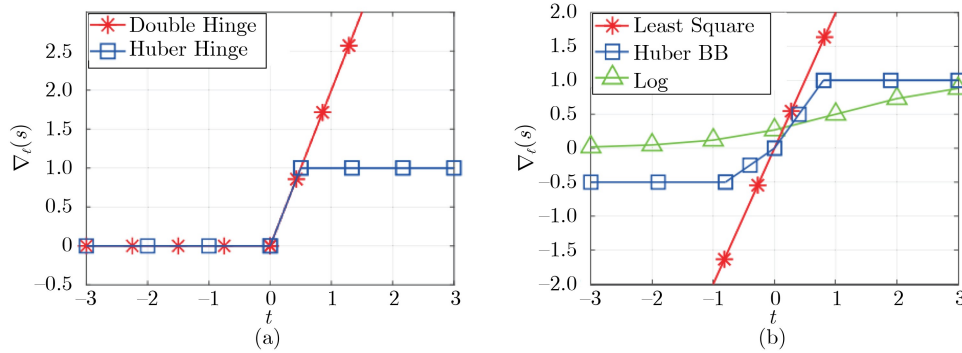 Double Hinge
Huber Hinge
2.5
2.0
1.5
1.0
0.5
0
−0.5
∇ℓ(s)
−3 −2 −1 0 1 2 3
t
(a)
Least Square
Huber BB
Log
2.0
1.5
1.0
0.5
0
−0.5
−1.0
−1.5
−2.0
∇ℓ(s)
−3 −2 −1 0 1 2 3
t
(b)